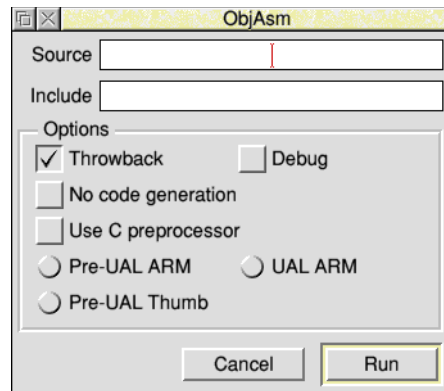 ObjAsm
Source
Include
Options
Throwback Debug
No code generation
Use C preprocessor
Pre-UAL ARM UAL ARM
Pre-UAL Thumb
Cancel Run